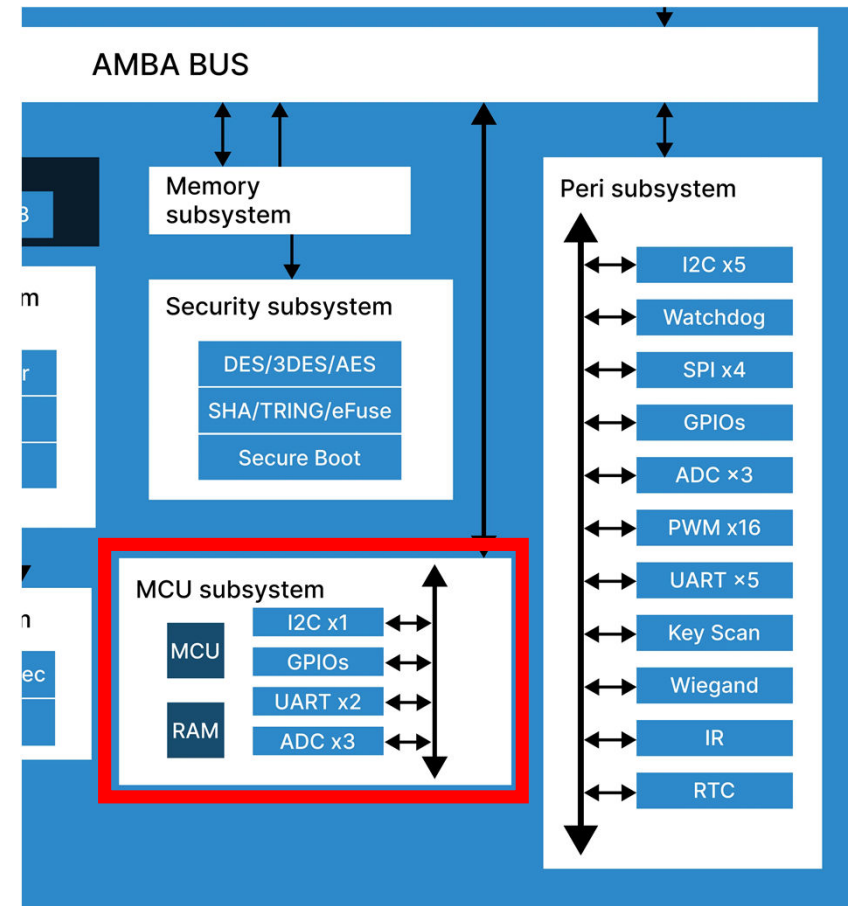 AMBA BUS
Memory
subsystem
Security subsystem
DES/3DES/AES
SHA/TRING/eFuse
Secure Boot
MCU subsystem
MCU
RAM
I2C x1
GPIOs
UART x2
ADC x3
Peri subsystem
I2C x5
Watchdog
SPI x4
GPIOs
ADC ×3
PWM x16
UART ×5
Key Scan
Wiegand
IR
RTC